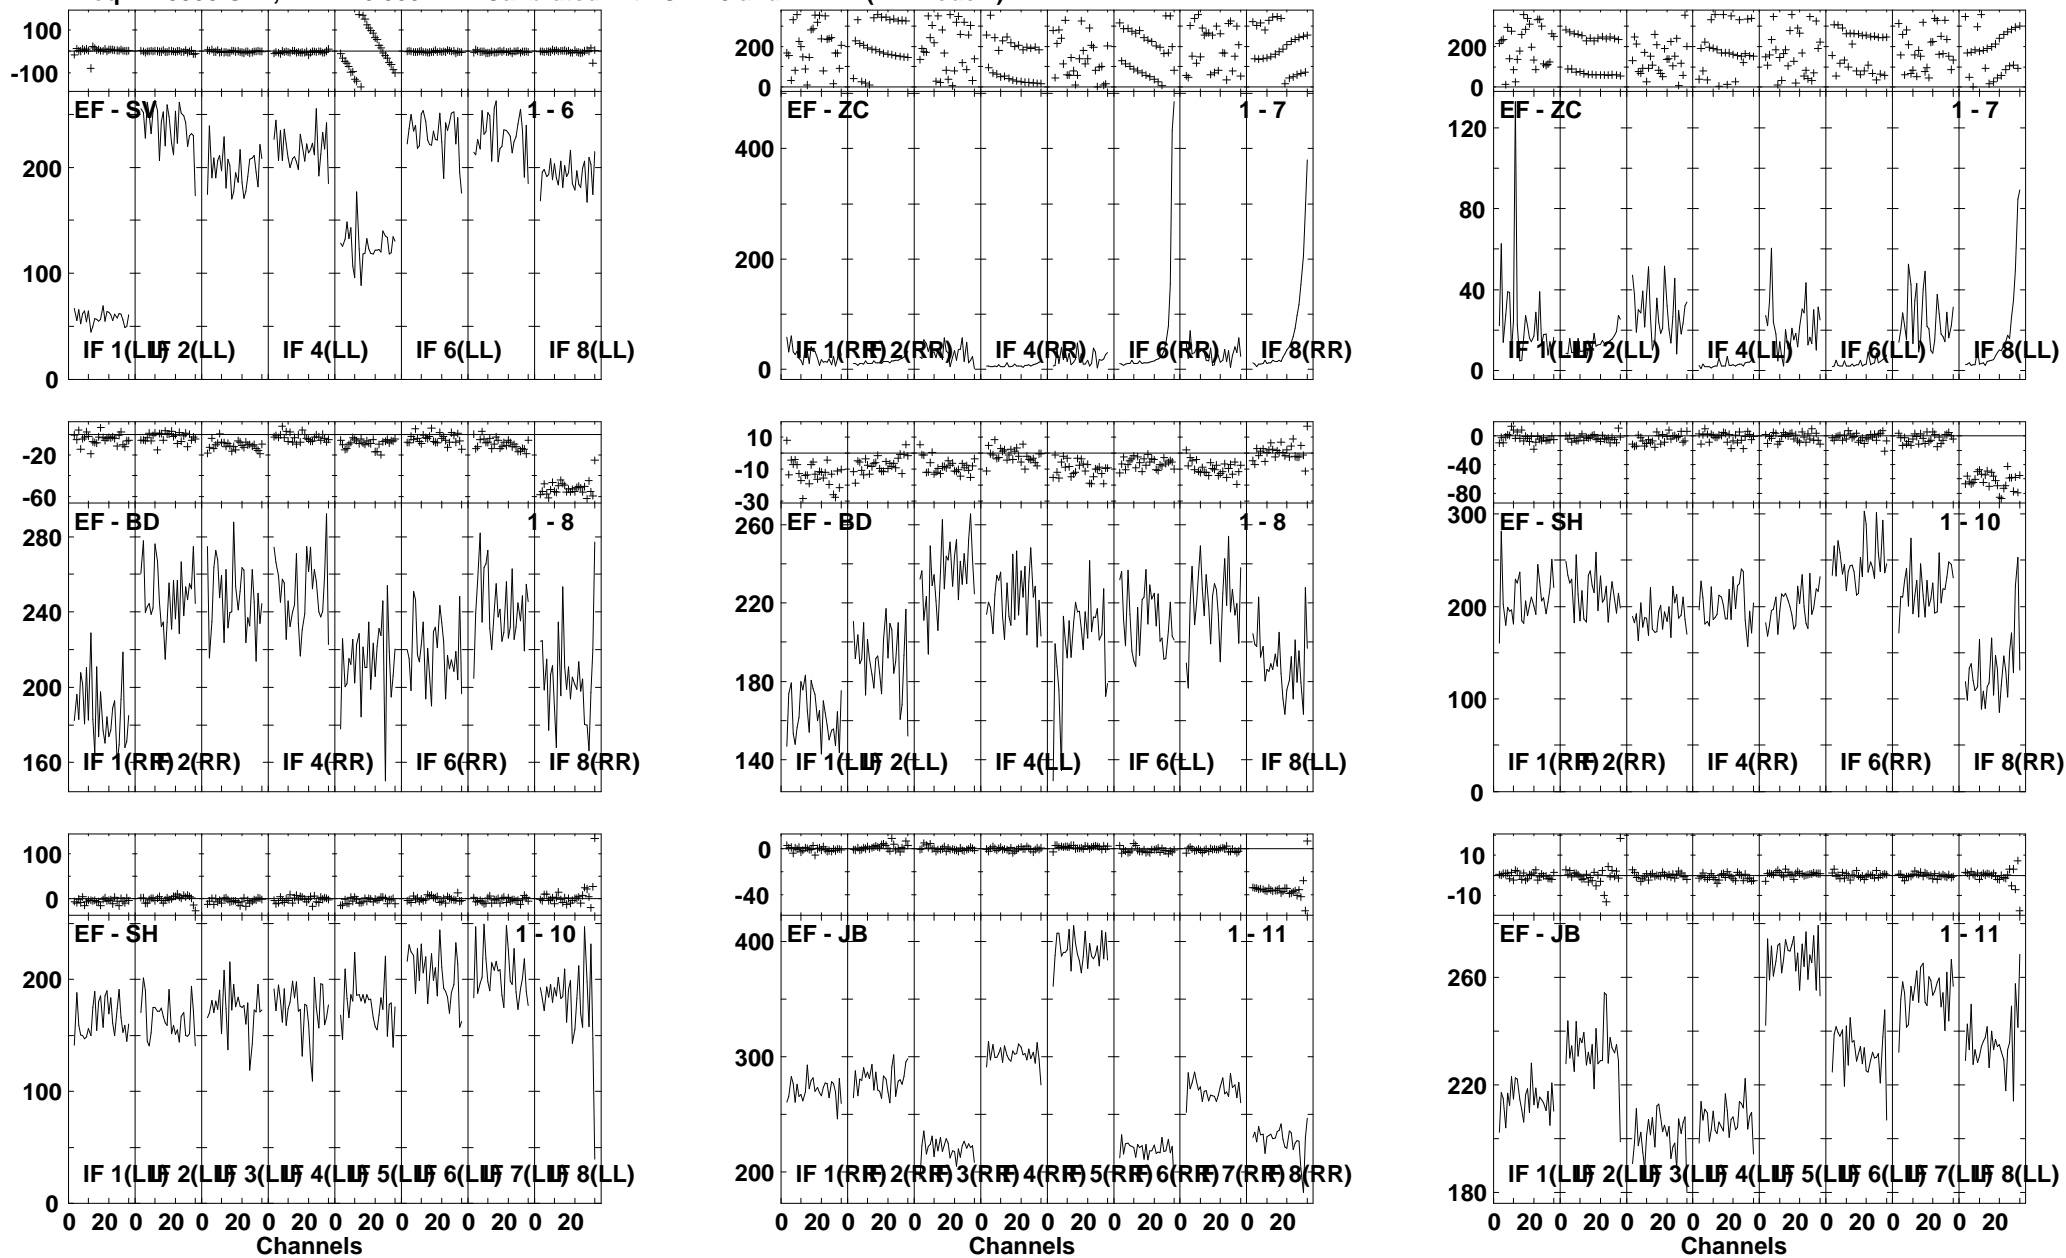 EF - SV 1 - 6
100
-100
200
100
0
IF 1(LL) IF 2(LL) IF 4(LL) IF 6(LL) IF 8(LL)
EF - ZC 1 - 7
200
0
400
200
0
IF 1(RR) IF 2(RR) IF 4(RR) IF 6(RR) IF 8(RR)
EF - ZC 1 - 7
200
0
120
80
40
0
IF 1(LL) IF 2(LL) IF 4(LL) IF 6(LL) IF 8(LL)
EF - BD 1 - 8
-20
-60
280
240
200
160
IF 1(RR) IF 2(RR) IF 4(RR) IF 6(RR) IF 8(RR)
EF - BD 1 - 8
10
-10
-30
260
220
180
140
IF 1(LL) IF 2(LL) IF 4(LL) IF 6(LL) IF 8(LL)
EF - SH 1 - 10
0
-40
-80
300
200
100
0
IF 1(RR) IF 2(RR) IF 4(RR) IF 6(RR) IF 8(RR)
EF - SH 1 - 10
100
0
200
100
0
IF 1(LL) IF 2(LL) IF 3(LL) IF 4(LL) IF 5(LL) IF 6(LL) IF 7(LL) IF 8(LL)
0 20 0 20 0 20 0 20 0 20 0 20 0 20 0 20
Channels
EF - JB 1 - 11
0
-40
400
300
200
IF 1(RR) IF 2(RR) IF 3(RR) IF 4(RR) IF 5(RR) IF 6(RR) IF 7(RR) IF 8(RR)
0 20 0 20 0 20 0 20 0 20 0 20 0 20 0 20
Channels
EF - JB 1 - 11
10
-10
260
220
180
IF 1(LL) IF 2(LL) IF 3(LL) IF 4(LL) IF 5(LL) IF 6(LL) IF 7(LL) IF 8(LL)
0 20 0 20 0 20 0 20 0 20 0 20 0 20 0 20
Channels